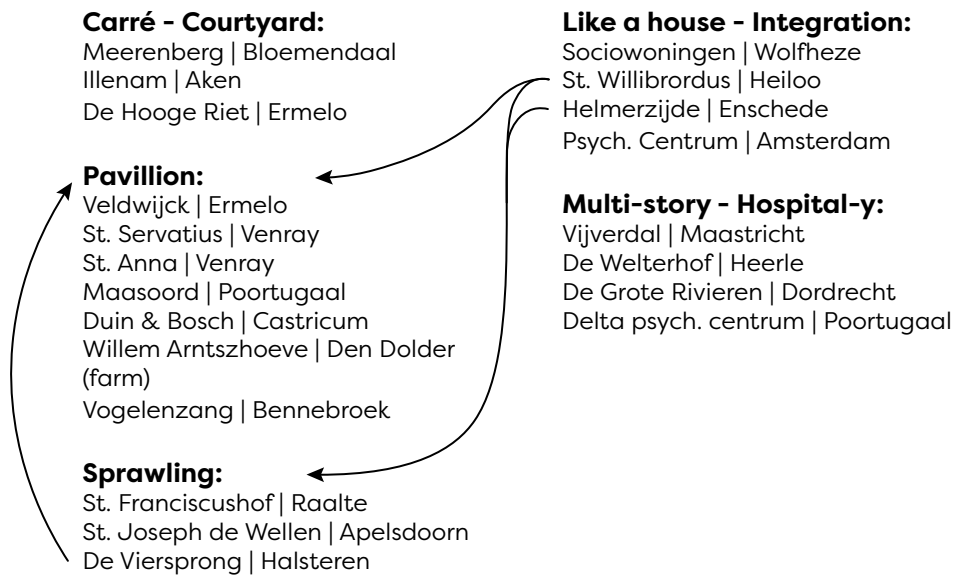 Carré - Courtyard:
Meerenberg | Bloemendaal
Illenam | Aken
De Hooge Riet | Ermelo
Pavillion:
Veldwijck | Ermelo
St. Servatius | Venray
St. Anna | Venray
Maasoord | Poortugaal
Duin & Bosch | Castricum
Willem Arntszhoeve | Den Dolder
(farm)
Vogelenzang | Bennebroek
Sprawling:
St. Franciscushof | Raalte
St. Joseph de Wellen | Apelsdoorn
De Viersprong | Halsteren
Like a house - Integration:
Sociowoningen | Wolfheze
St. Willibrordus | Heiloo
Helmerzijde | Enschede
Psych. Centrum | Amsterdam
Multi-story - Hospital-y:
Vijverdal | Maastricht
De Welterhof | Heerle
De Grote Rivieren | Dordrecht
Delta psych. centrum | Poortugaal